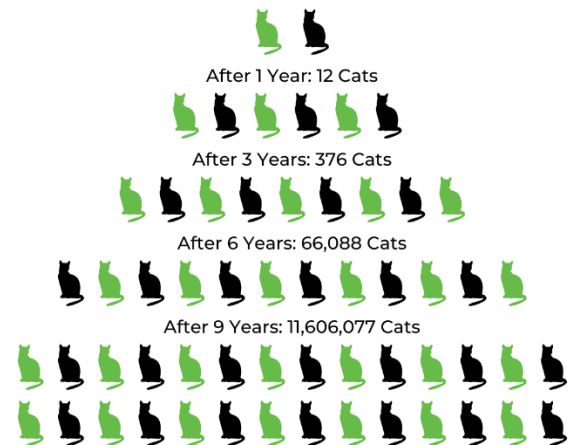 After 1 Year: 12 Cats
After 3 Years: 376 Cats
After 6 Years: 66,088 Cats
After 9 Years: 11,606,077 Cats